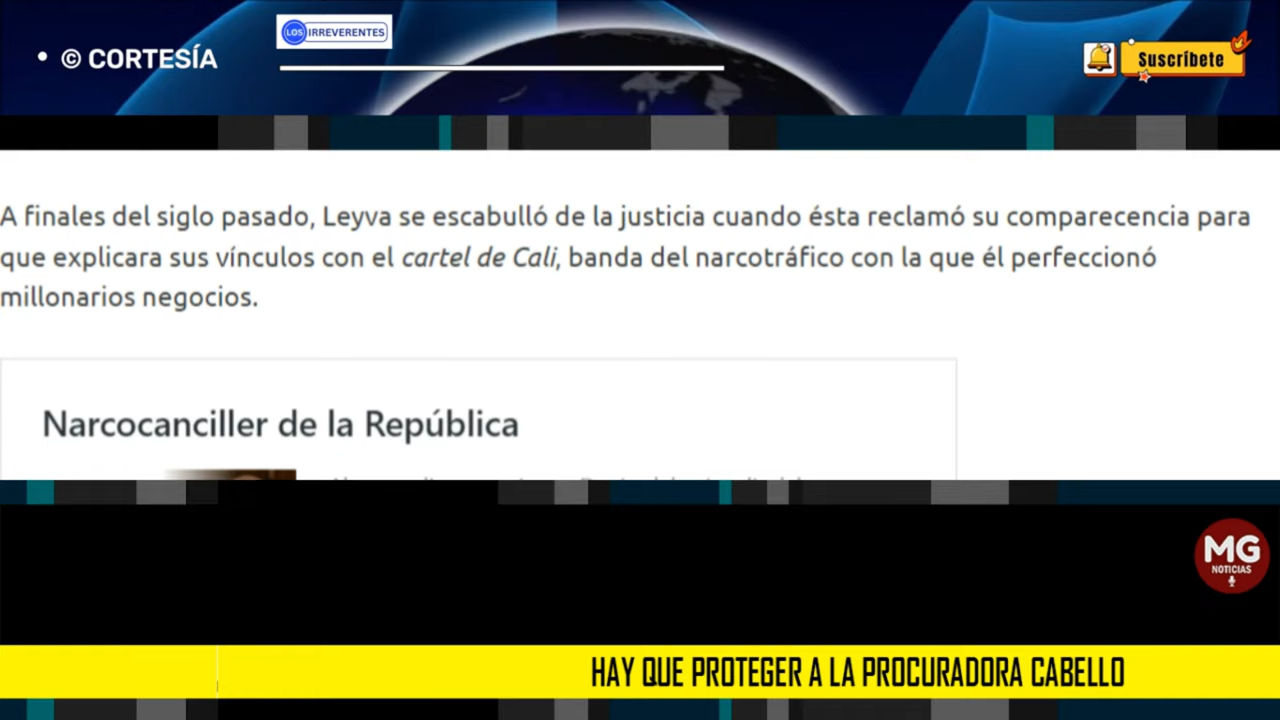 • © CORTESÍA
LOS IRREVERENTES
Suscríbete
A finales del siglo pasado, Leyva se escabulló de la justicia cuando ésta reclamó su comparecencia para
que explicara sus vínculos con el cartel de Cali, banda del narcotráfico con la que él perfeccionó
millonarios negocios.
Narcocanciller de la República
MG
NOTICIAS
HAY QUE PROTEGER A LA PROCURADORA CABELLO